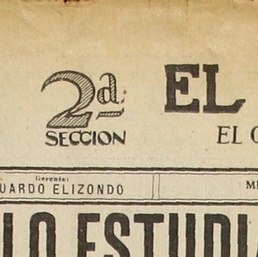 2ª EL
SECCION EL
Gerente:
UARDO ELIZONDO
LO ESTUDI